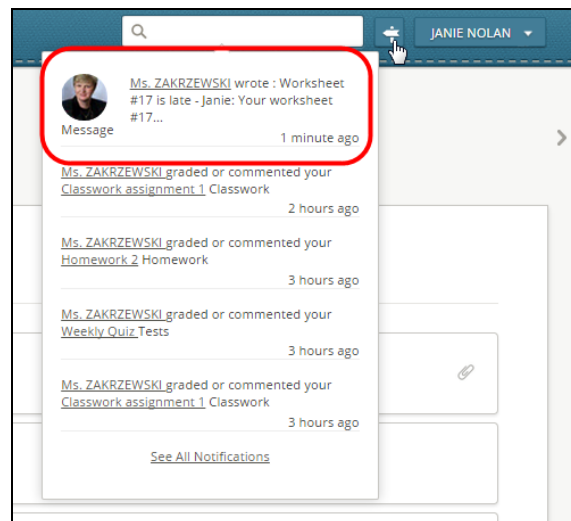 JANIE NOLAN
Ms. ZAKRZEWSKI wrote : Worksheet
#17 is late - Janie: Your worksheet
#17...
Message
1 minute ago
Ms. ZAKRZEWSKI graded or commented your
Classwork assignment 1 Classwork
2 hours ago
Ms. ZAKRZEWSKI graded or commented your
Homework 2 Homework
3 hours ago
Ms. ZAKRZEWSKI graded or commented your
Weekly Quiz Tests
3 hours ago
Ms. ZAKRZEWSKI graded or commented your
Classwork assignment 1 Classwork
3 hours ago
See All Notifications